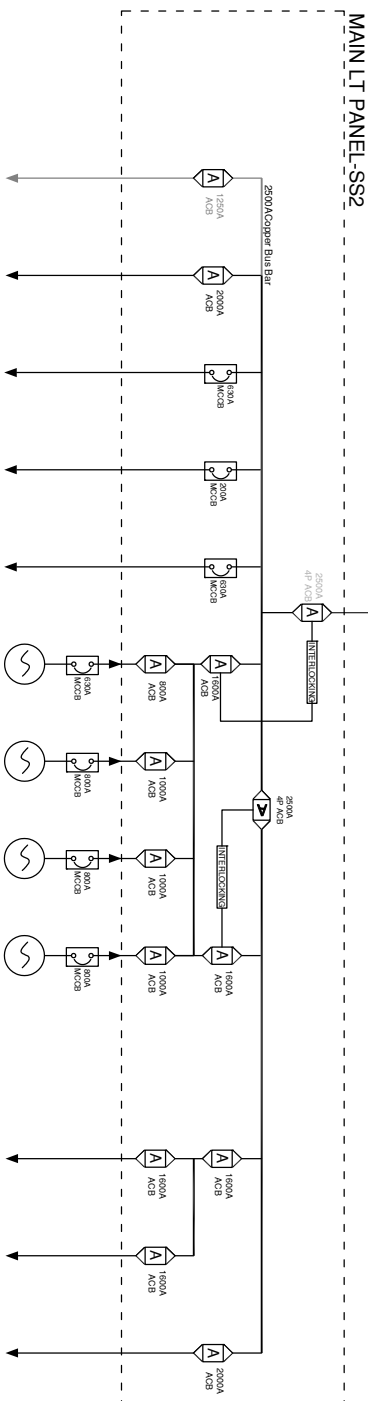 MAIN LT PANEL-SS2
2500ACopper Bus Bar
A
1250A
ACB
A
2000A
ACB
630A
MCCB
200A
MCCB
630A
MCCB
2500A
4P ACB
A
INTERLOCKING
A
1600A
ACB
A
800A
ACB
630A
MCCB
A
1000A
ACB
800A
MCCB
A
1000A
ACB
800A
MCCB
2500A
4P ACB
A
INTERLOCKING
A
1600A
ACB
A
1000A
ACB
800A
MCCB
A
1600A
ACB
A
1600A
ACB
A
1600A
ACB
A
2000A
ACB